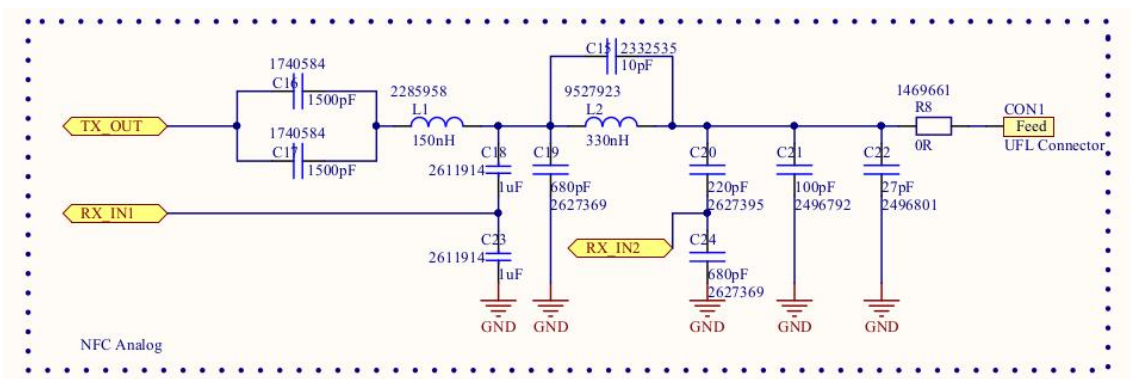 C15 2332535
10pF
1740584
C16
1500pF
2285958
L1
150nH
9527923
L2
330nH
1469661
R8
0R
CON1
Feed
UFL Connector
TX_OUT
1740584
C17
1500pF
C18
2611914
1uF
C19
680pF
2627369
C20
220pF
2627395
C21
100pF
2496792
C22
27pF
2496801
RX_IN1
RX_IN2
C23
2611914
1uF
C24
680pF
2627369
GND
GND
GND
GND
GND
NFC Analog